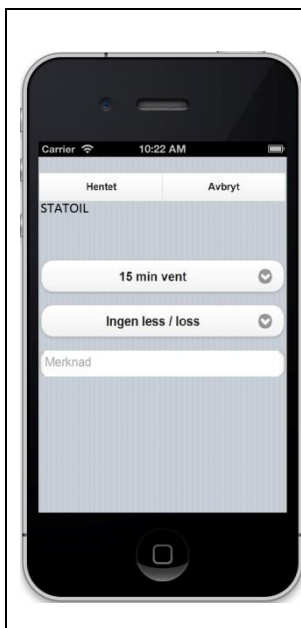 Carrier 10:22 AM
Hentet Avbryt
STATOIL
15 min vent
Ingen less / loss
Merknad